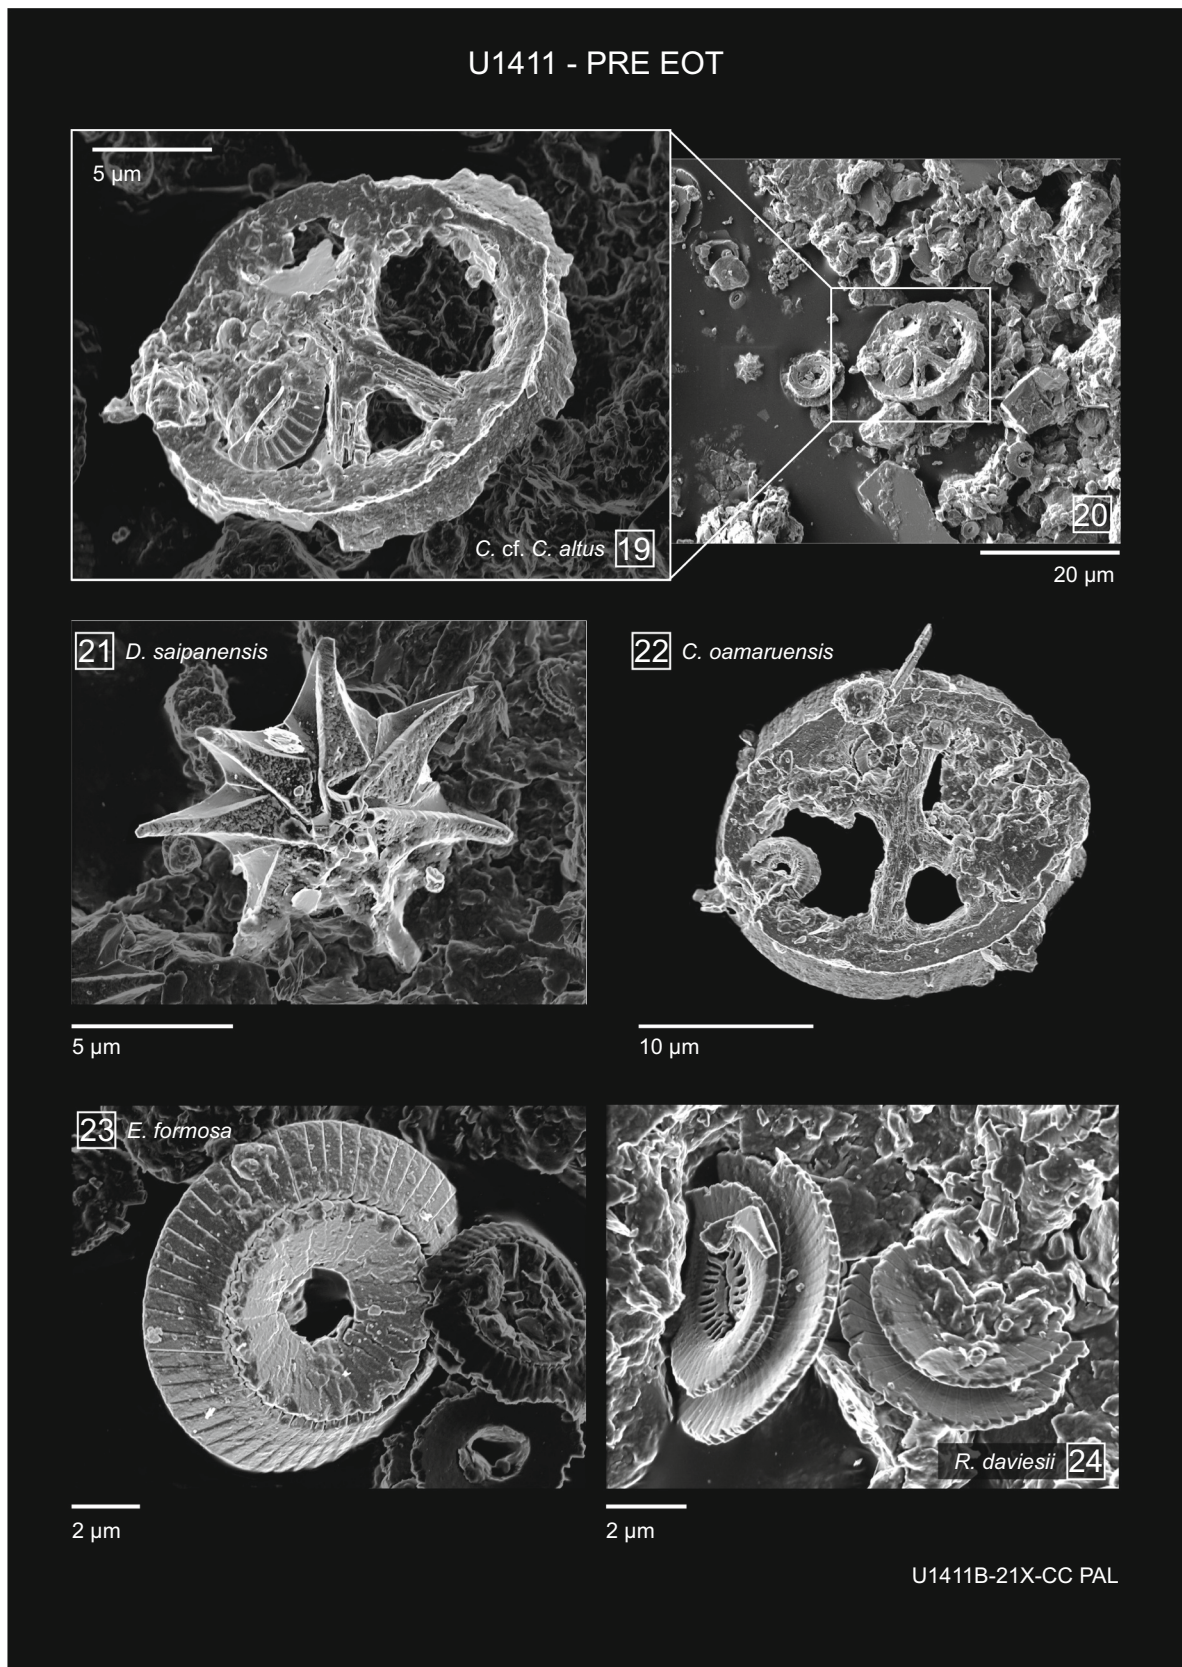 U1411 - PRE EOT
5 µm
C. cf. C. altus 19
20
20 µm
21 D. saipanensis
22 C. oamaruensis
5 µm
10 µm
23 E. formosa
R. daviesii 24
2 µm
2 µm
U1411B-21X-CC PAL